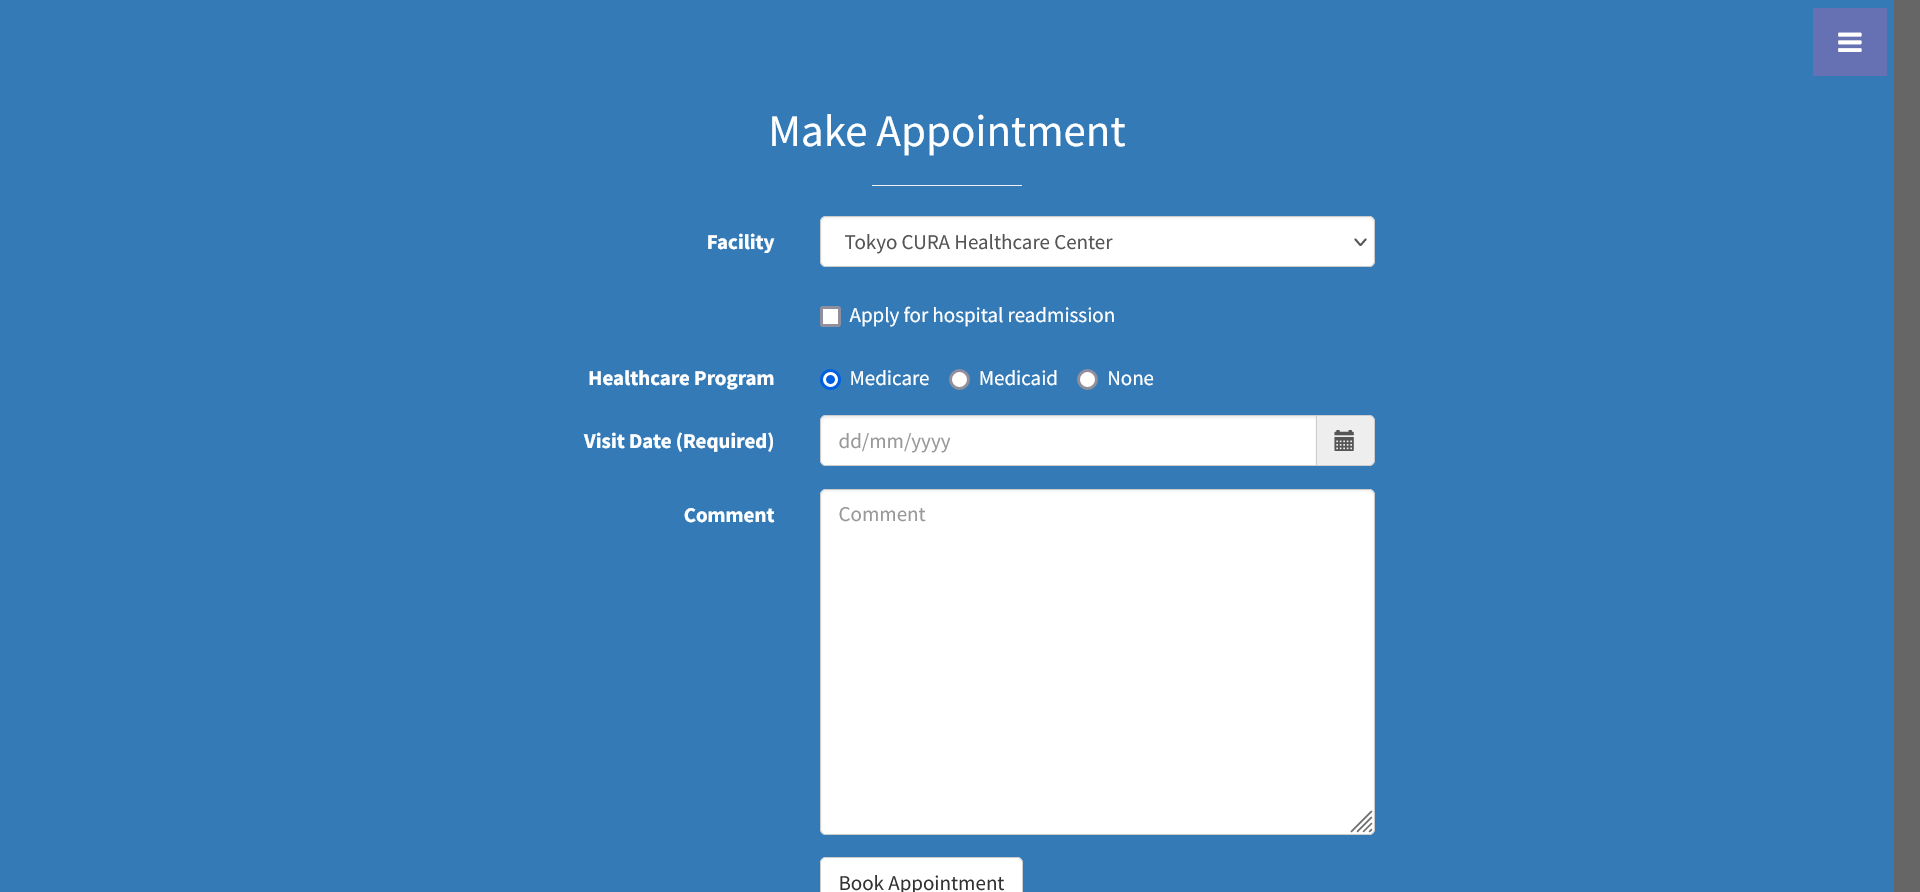 Make Appointment
Facility
Tokyo CURA Healthcare Center
Apply for hospital readmission
Healthcare Program
Medicare Medicaid None
Visit Date (Required)
dd/mm/yyyy
Comment
Comment
Book Appointment